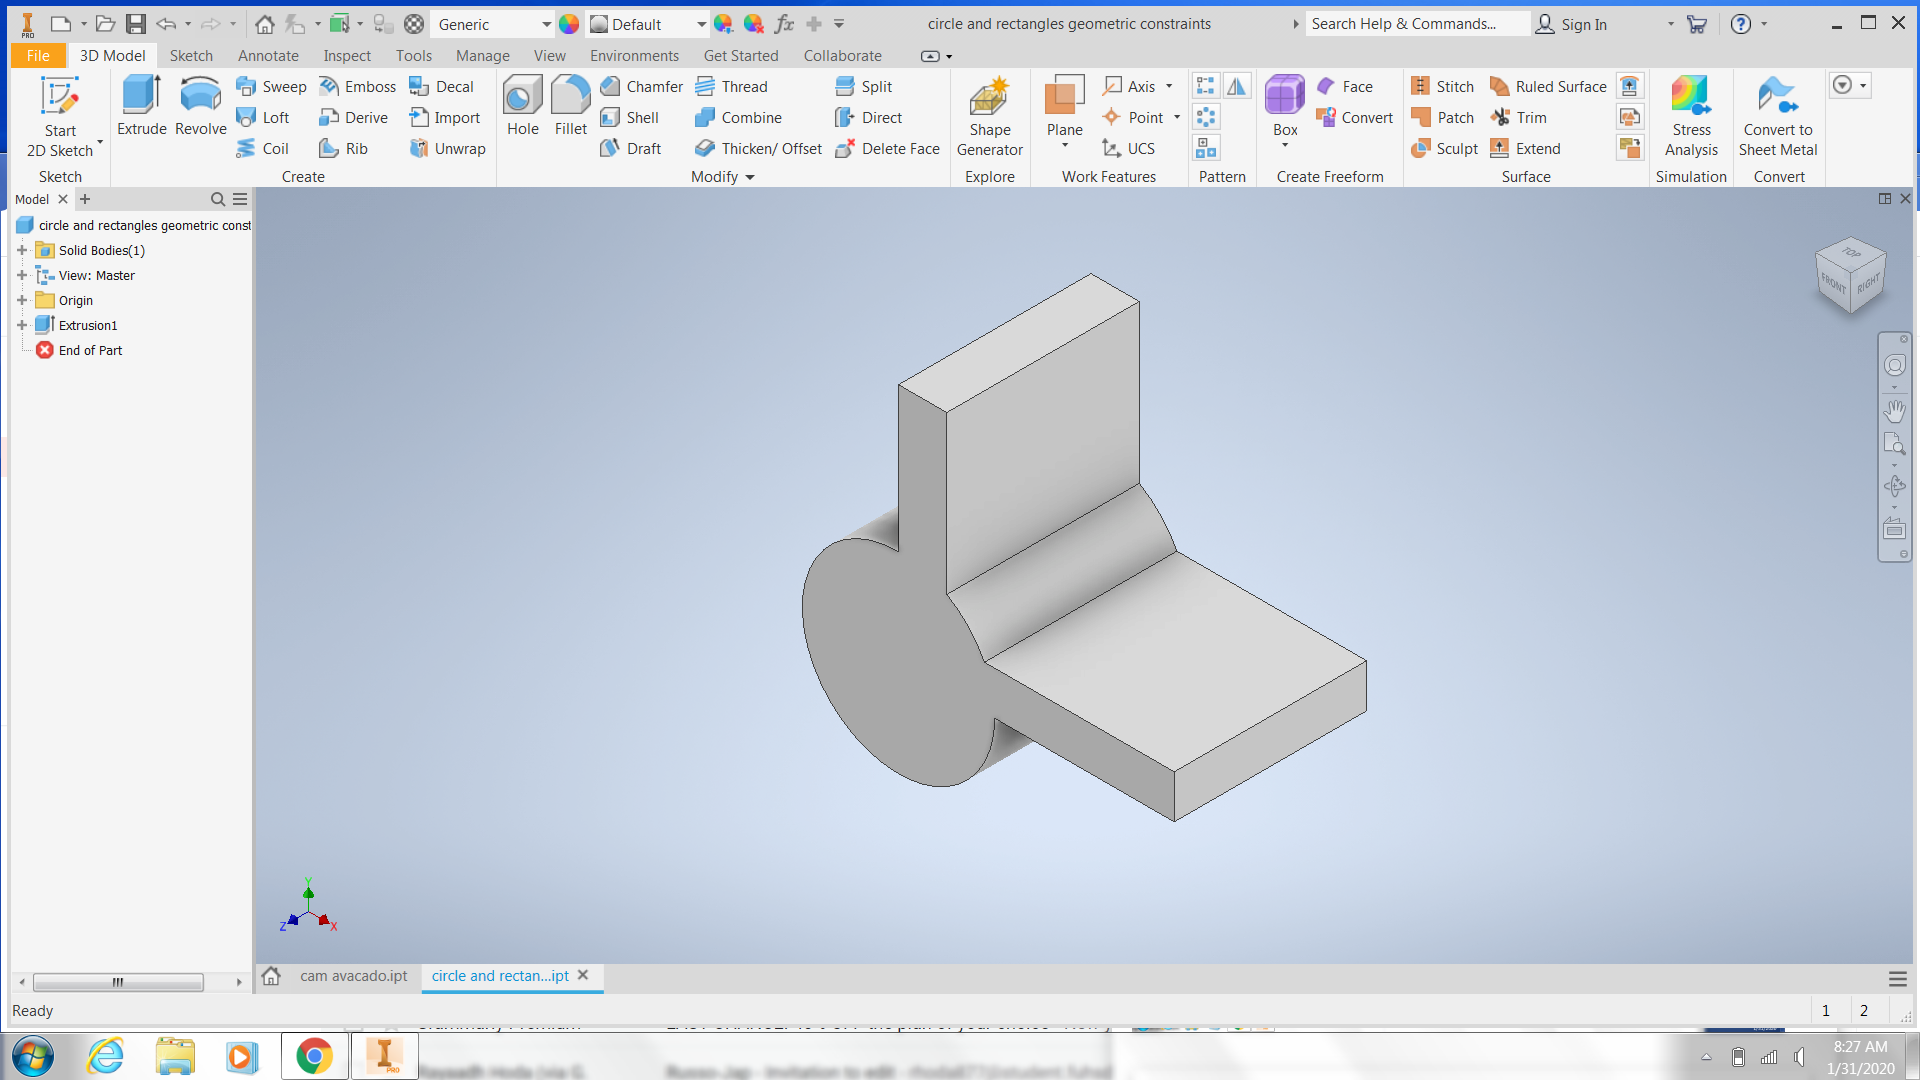 PRO
Generic
Default
fx
circle and rectangles geometric constraints
Search Help & Commands...
Sign In
File
3D Model
Sketch
Annotate
Inspect
Tools
Manage
View
Environments
Get Started
Collaborate
Start
2D Sketch
Sketch
Extrude
Revolve
Sweep
Emboss
Decal
Loft
Derive
Import
Coil
Rib
Unwrap
Create
Hole
Fillet
Chamfer
Thread
Split
Shell
Combine
Direct
Draft
Thicken/ Offset
Delete Face
Modify
Shape
Generator
Explore
Plane
Axis
Point
UCS
Work Features
Pattern
Box
Face
Convert
Create Freeform
Stitch
Ruled Surface
Patch
Trim
Sculpt
Extend
Surface
Stress
Analysis
Simulation
Convert to
Sheet Metal
Convert
Model
circle and rectangles geometric const
Solid Bodies(1)
View: Master
Origin
Extrusion1
End of Part
TOP
FRONT
RIGHT
Y
Z
X
cam avacado.ipt
circle and rectan...ipt
Ready
1
2
PRO
8:27 AM
1/31/2020